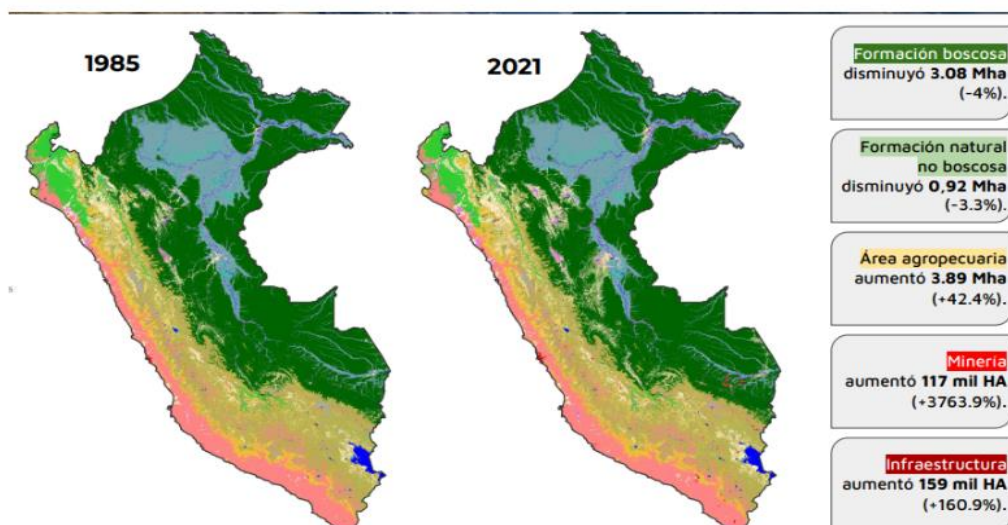 1985
2021
Formación boscosa
disminuyó 3.08 Mha
(-4%).
Formación natural
no boscosa
disminuyó 0,92 Mha
(-3.3%).
Área agropecuaria
aumentó 3.89 Mha
(+42.4%).
Minería
aumentó 117 mil HA
(+3763.9%).
Infraestructura
aumentó 159 mil HA
(+160.9%).